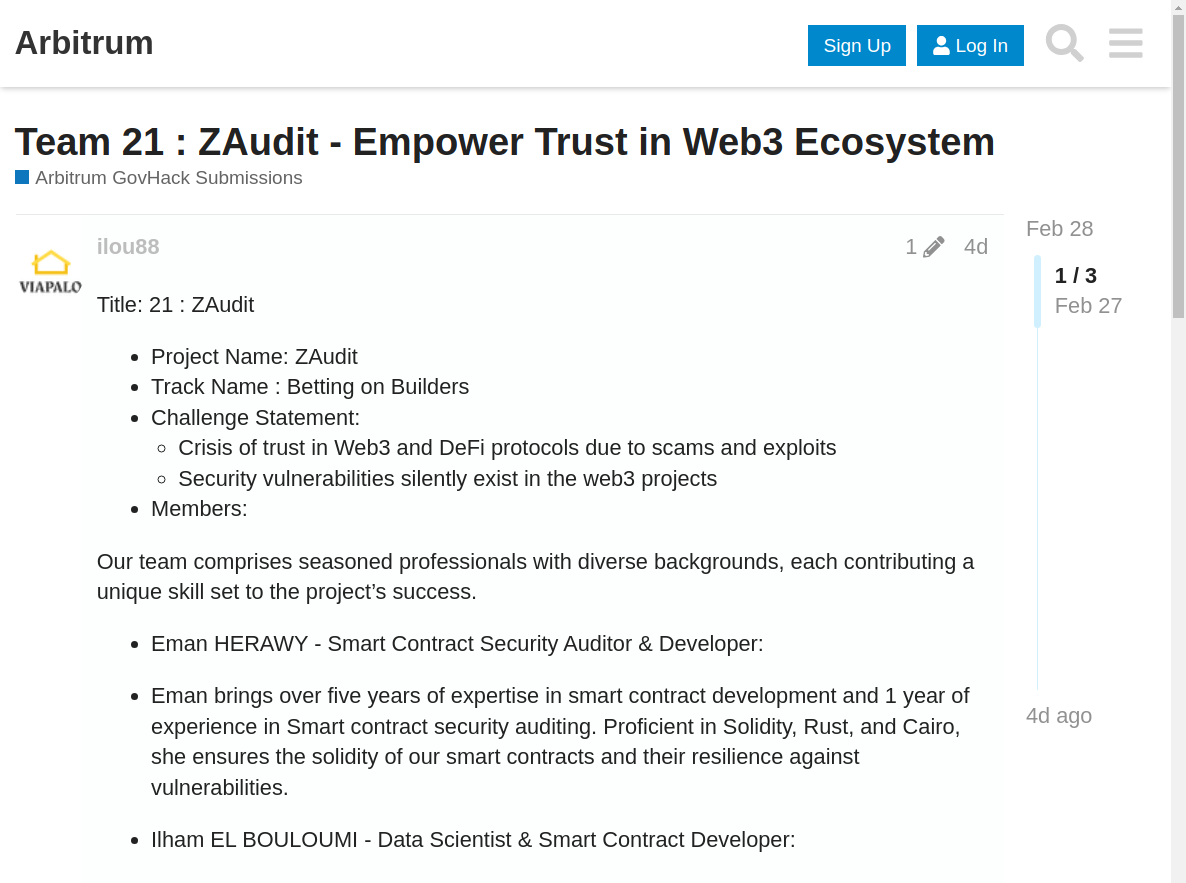 Arbitrum
Sign Up
Log In
Team 21 : ZAudit - Empower Trust in Web3 Ecosystem
Arbitrum GovHack Submissions
VIAPALO
ilou88
1
4d
Title: 21 : ZAudit
• Project Name: ZAudit
• Track Name : Betting on Builders
• Challenge Statement:
◦ Crisis of trust in Web3 and DeFi protocols due to scams and exploits
◦ Security vulnerabilities silently exist in the web3 projects
• Members:
Our team comprises seasoned professionals with diverse backgrounds, each contributing a
unique skill set to the project’s success.
• Eman HERAWY - Smart Contract Security Auditor & Developer:
• Eman brings over five years of expertise in smart contract development and 1 year of
experience in Smart contract security auditing. Proficient in Solidity, Rust, and Cairo,
she ensures the solidity of our smart contracts and their resilience against
vulnerabilities.
• Ilham EL BOULOUMI - Data Scientist & Smart Contract Developer:
Feb 28
1 / 3
Feb 27
4d ago